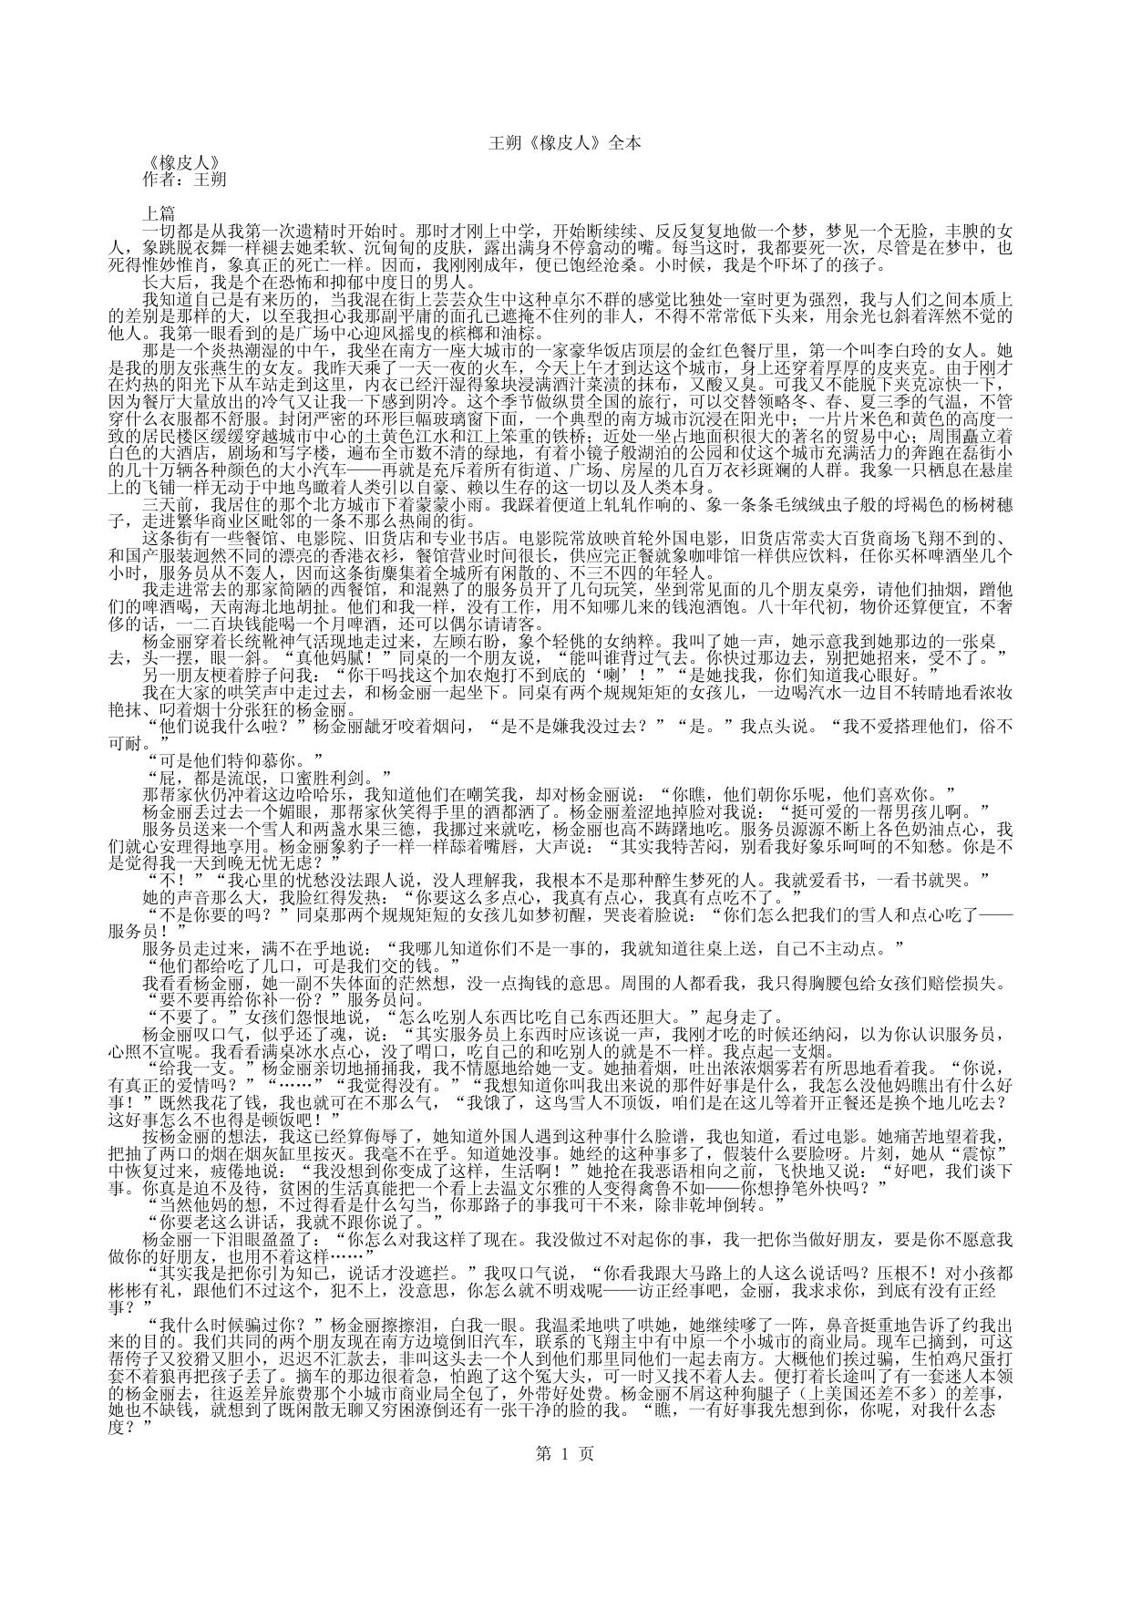 王朔《橡皮人》全本
《橡皮人》
作者：王朔
上篇
一切都是从我第一次遗精时开始时。那时才刚上中学，开始断续续、反反复复地做一个梦，梦见一个无脸，丰腴的女
人，象跳脱衣舞一样褪去她柔软、沉甸甸的皮肤，露出满身不停翕动的嘴。每当这时，我都要死一次，尽管是在梦中，也
死得惟妙惟肖，象真正的死亡一样。因而，我刚刚成年，便已饱经沧桑。小时候，我是个吓坏了的孩子。
长大后，我是个在恐怖和抑郁中度日的男人。
我知道自己是有来历的，当我混在街上芸芸众生中这种卓尔不群的感觉比独处一室时更为强烈，我与人们之间本质上
的差别是那样的大，以至我担心我那副平庸的面孔已遮掩不住列的非人，不得不常常低下头来，用余光乜斜着浑然不觉的
他人。我第一眼看到的是广场中心迎风摇曳的槟榔和油棕。
那是一个炎热潮湿的中午，我坐在南方一座大城市的一家豪华饭店顶层的金红色餐厅里，第一个叫李白玲的女人。她
是我的朋友张燕生的女友。我昨天乘了一天一夜的火车，今天上午才到达这个城市，身上还穿着厚厚的皮夹克。由于刚才
在灼热的阳光下从车站走到这里，内衣已经汗湿得象块浸满酒汁菜渍的抹布，又酸又臭。可我又不能脱下夹克凉快一下，
因为餐厅大量放出的冷气又让我一下感到阴冷。这个季节做纵贯全国的旅行，可以交替领略冬、春、夏三季的气温，不管
穿什么衣服都不舒服。封闭严密的环形巨幅玻璃窗下面，一个典型的南方城市沉浸在阳光中；一片片米色和黄色的高度一
致的居民楼区缓缓穿越城市中心的土黄色江水和江上笨重的铁桥；近处一坐占地面积很大的著名的贸易中心；周围矗立着
白色的大酒店，剧场和写字楼，遍布全市数不清的绿地，有着小镜子般湖泊的公园和仗这个城市充满活力的奔跑在磊街小
的几十万辆各种颜色的大小汽车——再就是充斥着所有街道、广场、房屋的几百万衣衫斑斓的人群。我象一只栖息在悬崖
上的飞铺一样无动于中地鸟瞰着人类引以自豪、赖以生存的这一切以及人类本身。
三天前，我居住的那个北方城市下着蒙蒙小雨。我踩着便道上轧轧作响的、象一条条毛绒绒虫子般的埒褐色的杨树穗
子，走进繁华商业区毗邻的一条不那么热闹的街。
这条街有一些餐馆、电影院、旧货店和专业书店。电影院常放映首轮外国电影，旧货店常卖大百货商场飞翔不到的、
和国产服装迥然不同的漂亮的香港衣衫，餐馆营业时间很长，供应完正餐就象咖啡馆一样供应饮料，任你买杯啤酒坐几个
小时，服务员从不轰人，因而这条街麇集着全城所有闲散的、不三不四的年轻人。
我走进常去的那家简陋的西餐馆，和混熟了的服务员开了几句玩笑，坐到常见面的几个朋友桌旁，请他们抽烟，蹭他
们的啤酒喝，天南海北地胡扯。他们和我一样，没有工作，用不知哪儿来的钱泡酒饱。八十年代初，物价还算便宜，不奢
侈的话，一二百块钱能喝一个月啤酒，还可以偶尔请请客。
杨金丽穿着长统靴神气活现地走过来，左顾右盼，象个轻佻的女纳粹。我叫了她一声，她示意我到她那边的一张桌
去，头一摆，眼一斜。“真他妈腻！”同桌的一个朋友说，“能叫谁背过气去。你快过那边去，别把她招来，受不了。”
另一朋友梗着脖子问我：“你干吗找这个加农炮打不到底的‘喇’！”“是她找我，你们知道我心眼好。”
我在大家的哄笑声中走过去，和杨金丽一起坐下。同桌有两个规规矩矩的女孩儿，一边喝汽水一边目不转晴地看浓妆
艳抹、叼着烟十分张狂的杨金丽。
“他们说我什么啦？”杨金丽龇牙咬着烟问，“是不是嫌我没过去？”“是。”我点头说。“我不爱搭理他们，俗不
可耐。”
“可是他们特仰慕你。”
“屁，都是流氓，口蜜胜利剑。”
那帮家伙仍冲着这边哈哈乐，我知道他们在嘲笑我，却对杨金丽说：“你瞧，他们朝你乐呢，他们喜欢你。”
杨金丽丢过去一个媚眼，那帮家伙笑得手里的酒都洒了。杨金丽羞涩地掉脸对我说：“挺可爱的一帮男孩儿啊。”
服务员送来一个雪人和两盏水果三德，我挪过来就吃，杨金丽也高不踌躇地吃。服务员源源不断上各色奶油点心，我
们就心安理得地享用。杨金丽象豹子一样一样舔着嘴唇，大声说：“其实我特苦闷，别看我好象乐呵呵的不知愁。你是不
是觉得我一天到晚无忧无虑？”
“不！”“我心里的忧愁没法跟人说，没人理解我，我根本不是那种醉生梦死的人。我就爱看书，一看书就哭。”
她的声音那么大，我脸红得发热：“你要这么多点心，我真有点心，我真有点吃不了。”
“不是你要的吗？”同桌那两个规规矩短的女孩儿如梦初醒，哭丧着脸说：“你们怎么把我们的雪人和点心吃了——
服务员！”
服务员走过来，满不在乎地说：“我哪儿知道你们不是一事的，我就知道往桌上送，自己不主动点。”
“他们都给吃了几口，可是我们交的钱。”
我看看杨金丽，她一副不失体面的茫然想，没一点掏钱的意思。周围的人都看我，我只得胸腰包给女孩们赔偿损失。
“要不要再给你补一份？”服务员问。
“不要了。”女孩们怨恨地说，“怎么吃别人东西比吃自己东西还胆大。”起身走了。
杨金丽叹口气，似乎还了魂，说：“其实服务员上东西时应该说一声，我刚才吃的时候还纳闷，以为你认识服务员，
心照不宣呢。我看看满桌冰水点心，没了喟口，吃自己的和吃别人的就是不一样。我点起一支烟。
“给我一支。”杨金丽亲切地捅捅我，我不情愿地给她一支。她抽着烟，吐出浓浓烟雾若有所思地看着我。“你说，
有真正的爱情吗？”“……”“我觉得没有。”“我想知道你叫我出来说的那件好事是什么，我怎么没他妈瞧出有什么好
事！”既然我花了钱，我也就可在不那么气，“我饿了，这鸟雪人不顶饭，咱们是在这儿等着开正餐还是换个地儿吃去？
这好事怎么不也得是顿饭吧！”
按杨金丽的想法，我这已经算侮辱了，她知道外国人遇到这种事什么脸谱，我也知道，看过电影。她痛苦地望着我，
把抽了两口的烟在烟灰缸里按灭。我毫不在乎。知道她没事。她经的这种事多了，假装什么要脸呀。片刻，她从“震惊”
中恢复过来，疲倦地说：“我没想到你变成了这样，生活啊！”她抢在我恶语相向之前，飞快地又说：“好吧，我们谈下
事。你真是迫不及待，贫困的生活真能把一个看上去温文尔雅的人变得禽鲁不如——你想挣笔外快吗？”
“当然他妈的想，不过得看是什么勾当，你那路子的事我可干不来，除非乾坤倒转。”
“你要老这么讲话，我就不跟你说了。”
杨金丽一下泪眼盈盈了：“你怎么对我这样了现在。我没做过不对起你的事，我一把你当做好朋友，要是你不愿意我
做你的好朋友，也用不着这样……”
“其实我是把你引为知己，说话才没遮拦。”我叹口气说，“你看我跟大马路上的人这么说话吗？压根不！对小孩都
彬彬有礼，跟他们不过这个，犯不上，没意思，你怎么就不明戏呢——访正经事吧，金丽，我求求你，到底有没有正经
事？”
“我什么时候骗过你？”杨金丽擦擦泪，白我一眼。我温柔地哄了哄她，她继续嗲了一阵，鼻音挺重地告诉了约我出
来的目的。我们共同的两个朋友现在南方边境倒旧汽车，联系的飞翔主中有中原一个小城市的商业局。现车已摘到，可这
帮侉子又狡猾又胆小，迟迟不汇款去，非叫这头去一个人到他们那里同他们一起去南方。大概他们挨过骗，生怕鸡尺蛋打
套不着狼再把孩子丢了。摘车的那边很着急，怕跑了这个冤大头，可一时又找不着人去。便打着长途叫了有一套迷人本领
的杨金丽去，往返差异旅费那个小城市商业局全包了，外带好处费。杨金丽不屑这种狗腿子（上美国还差不多）的差事，
她也不缺钱，就想到了既闲散无聊又穷困潦倒还有一张干净的脸的我。“瞧，一有好事我先想到你，你呢，对我什么态
度？”
第 1 页